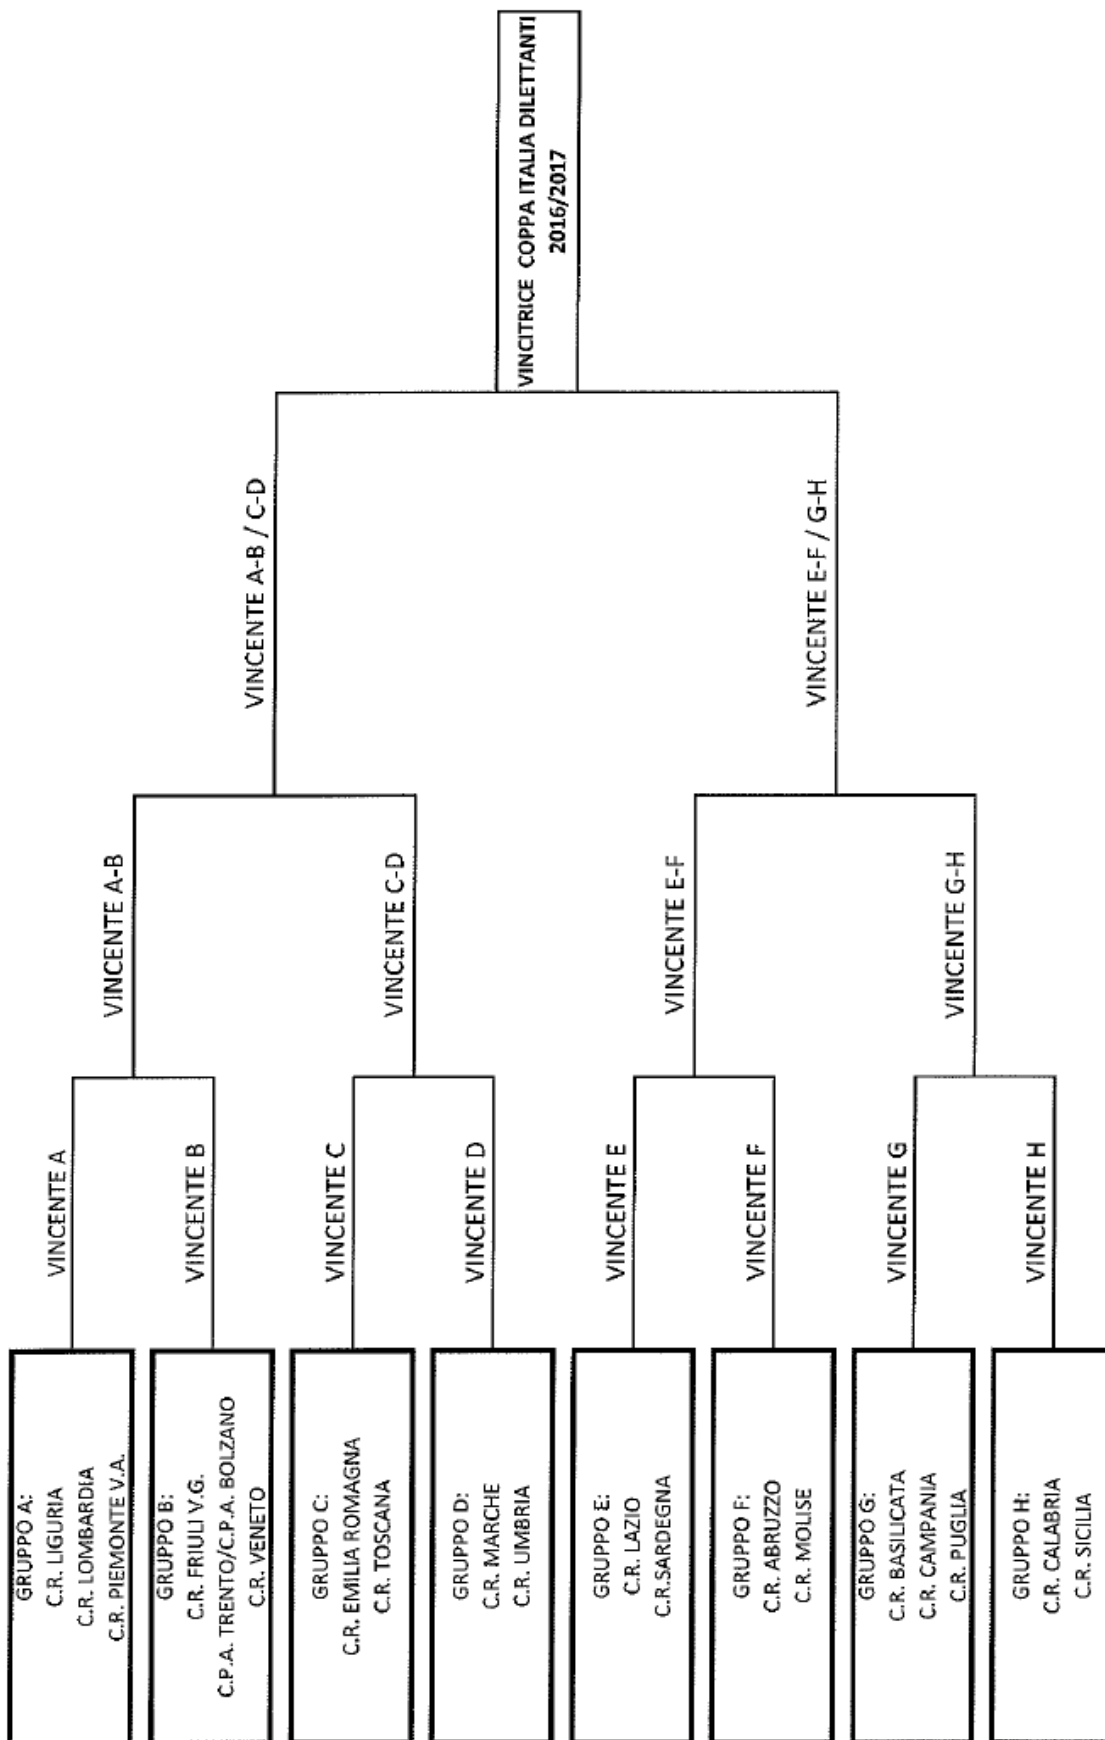 GRUPPO A:
C.R. LIGURIA
C.R. LOMBARDIA
C.R. PIEMONTE V.A.
GRUPPO B:
C.R. FRIULI V.G.
C.P.A. TRENTO/C.P.A. BOLZANO
C.R. VENETO
GRUPPO C:
C.R. EMILIA ROMAGNA
C.R. TOSCANA
GRUPPO D:
C.R. MARCHE
C.R. UMBRIA
GRUPPO E:
C.R. LAZIO
C.R.SARDEGNA
GRUPPO F:
C.R. ABRUZZO
C.R. MOLISE
GRUPPO G:
C.R. BASILICATA
C.R. CAMPANIA
C.R. PUGLIA
GRUPPO H:
C.R. CALABRIA
C.R. SICILIA
VINCENTE A
VINCENTE B
VINCENTE C
VINCENTE D
VINCENTE E
VINCENTE F
VINCENTE G
VINCENTE H
VINCENTE A-B
VINCENTE C-D
VINCENTE E-F
VINCENTE G-H
VINCENTE A-B / C-D
VINCENTE E-F / G-H
VINCITRICE COPPA ITALIA DILETTANTI
2016/2017